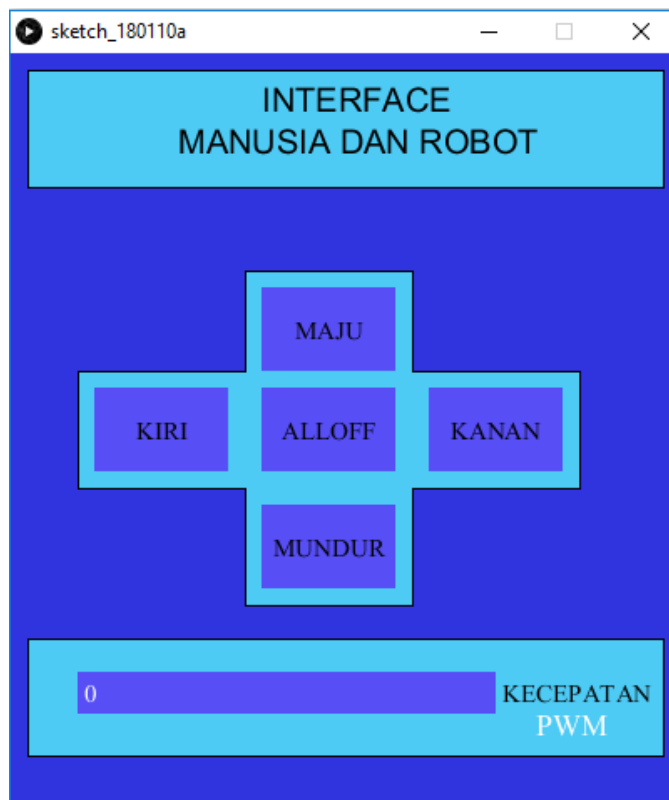 sketch_180110a
INTERFACE
MANUSIA DAN ROBOT
MAJU
KIRI ALLOFF KANAN
MUNDUR
0 KECEPATAN
PWM